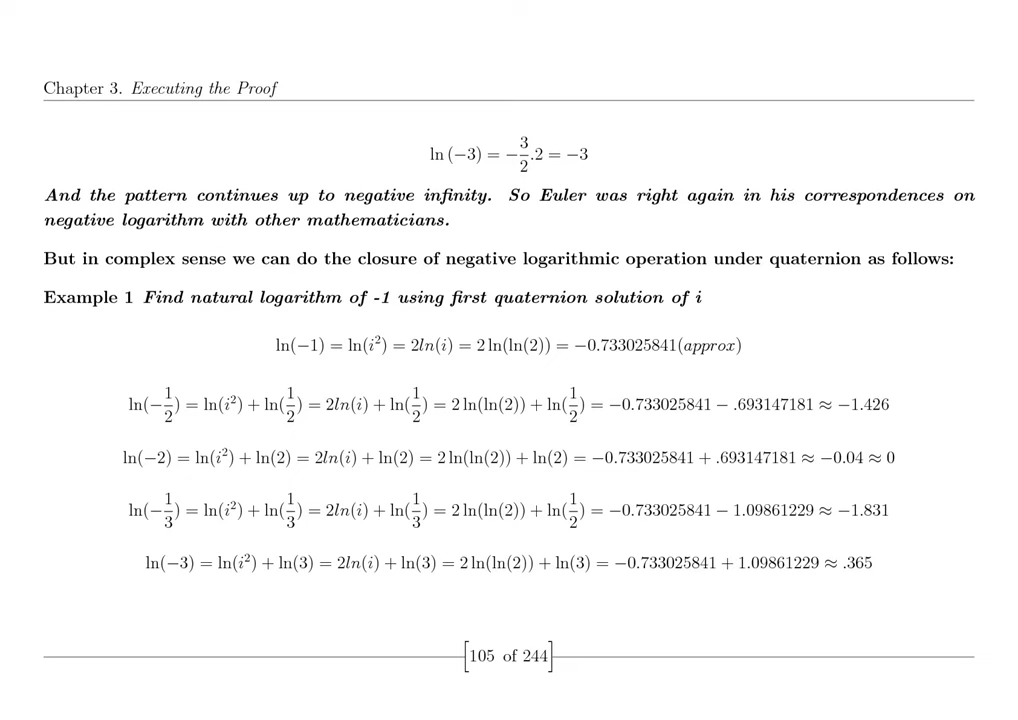 Chapter 3. Executing the Proof
ln (−3) = −3/2.2 = −3
And the pattern continues up to negative infinity. So Euler was right again in his correspondences on
negative logarithm with other mathematicians.
But in complex sense we can do the closure of negative logarithmic operation under quaternion as follows:
Example 1 Find natural logarithm of -1 using first quaternion solution of i
ln(−1) = ln(i²) = 2ln(i) = 2 ln(ln(2)) = −0.733025841(approx)
ln(−1/2) = ln(i²) + ln(1/2) = 2ln(i) + ln(1/2) = 2 ln(ln(2)) + ln(1/2) = −0.733025841 − .693147181 ≈ −1.426
ln(−2) = ln(i²) + ln(2) = 2ln(i) + ln(2) = 2 ln(ln(2)) + ln(2) = −0.733025841 + .693147181 ≈ −0.04 ≈ 0
ln(−1/3) = ln(i²) + ln(1/3) = 2ln(i) + ln(1/3) = 2 ln(ln(2)) + ln(1/2) = −0.733025841 − 1.09861229 ≈ −1.831
ln(−3) = ln(i²) + ln(3) = 2ln(i) + ln(3) = 2 ln(ln(2)) + ln(3) = −0.733025841 + 1.09861229 ≈ .365
[105 of 244]